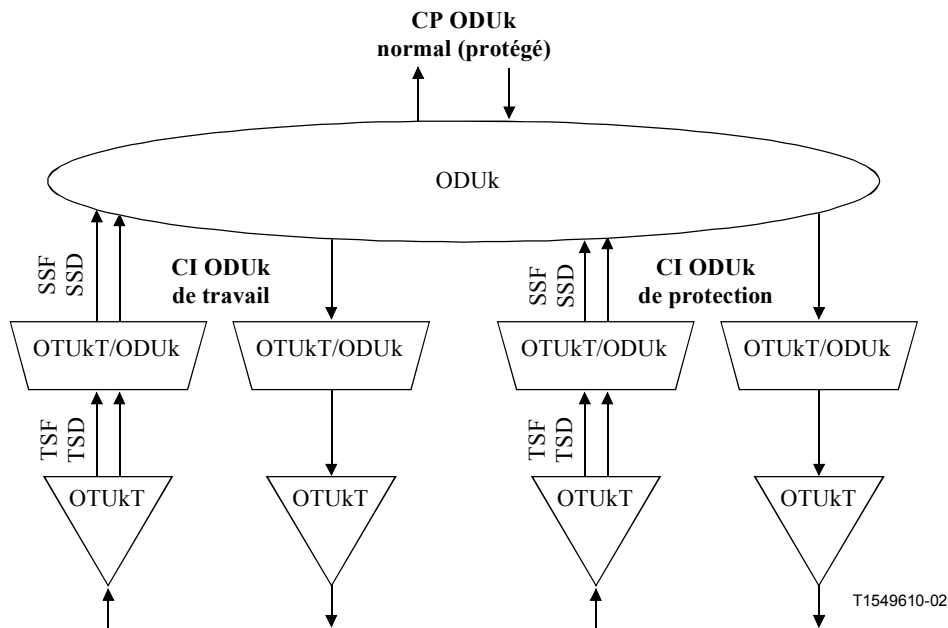 CP ODUk
normal (protégé)
ODUk
SSF
SSD
CI ODUk
de travail
SSF
SSD
CI ODUk
de protection
OTUkT/ODUk
OTUkT/ODUk
OTUkT/ODUk
OTUkT/ODUk
TSF
TSD
TSF
TSD
OTUkT
OTUkT
OTUkT
OTUkT
T1549610-02